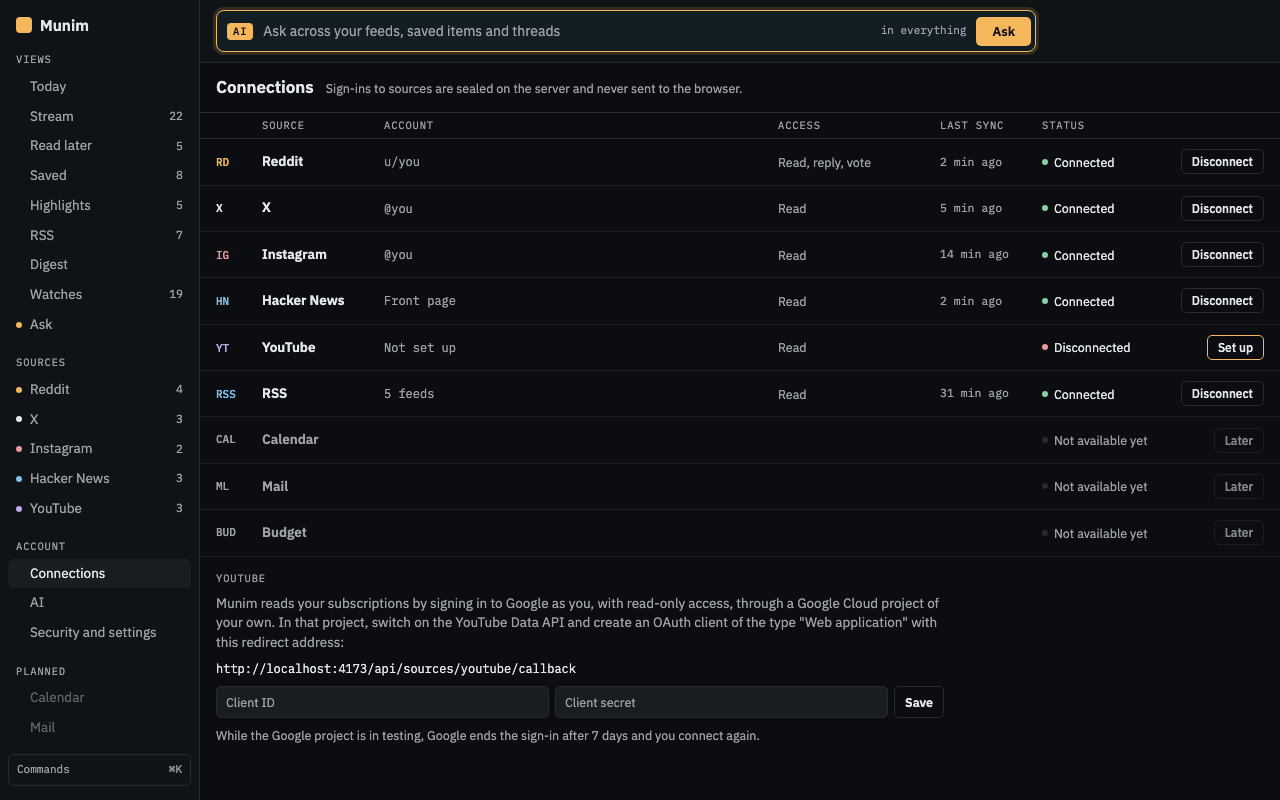 Munim
VIEWS
Today
Stream 22
Read later 5
Saved 8
Highlights 5
RSS 7
Digest
Watches 19
Ask
SOURCES
Reddit 4
X 3
Instagram 2
Hacker News 3
YouTube 3
ACCOUNT
Connections
AI
Security and settings
PLANNED
Calendar
Mail
Commands ⌘K
AI Ask across your feeds, saved items and threads in everything Ask
Connections Sign-ins to sources are sealed on the server and never sent to the browser.
SOURCE ACCOUNT ACCESS LAST SYNC STATUS
RD Reddit u/you Read, reply, vote 2 min ago Connected Disconnect
X X @you Read 5 min ago Connected Disconnect
IG Instagram @you Read 14 min ago Connected Disconnect
HN Hacker News Front page Read 2 min ago Connected Disconnect
YT YouTube Not set up Read Disconnected Set up
RSS RSS 5 feeds Read 31 min ago Connected Disconnect
CAL Calendar Not available yet Later
ML Mail Not available yet Later
BUD Budget Not available yet Later
YOUTUBE
Munim reads your subscriptions by signing in to Google as you, with read-only access, through a Google Cloud project of
your own. In that project, switch on the YouTube Data API and create an OAuth client of the type "Web application" with
this redirect address:
http://localhost:4173/api/sources/youtube/callback
Client ID Client secret Save
While the Google project is in testing, Google ends the sign-in after 7 days and you connect again.